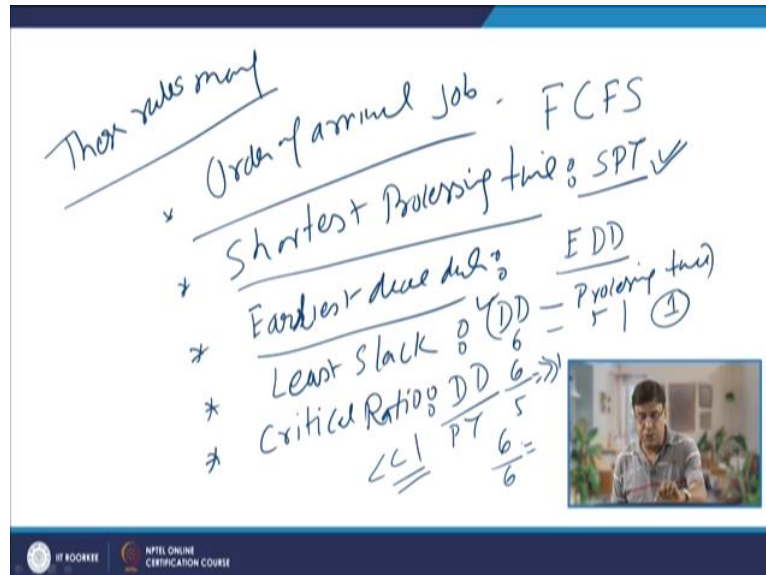 These rules may
* Order of arrival job. FCFS
* Shortest Processing time: SPT ✓
* Earliest due date: EDD
* Least Slack: (DD - Processing time)
6 - 5 | ①
* Critical Ratio: DD 6
PT 5
<<1 6
6 =
IIT ROORKEE NPTEL ONLINE
CERTIFICATION COURSE